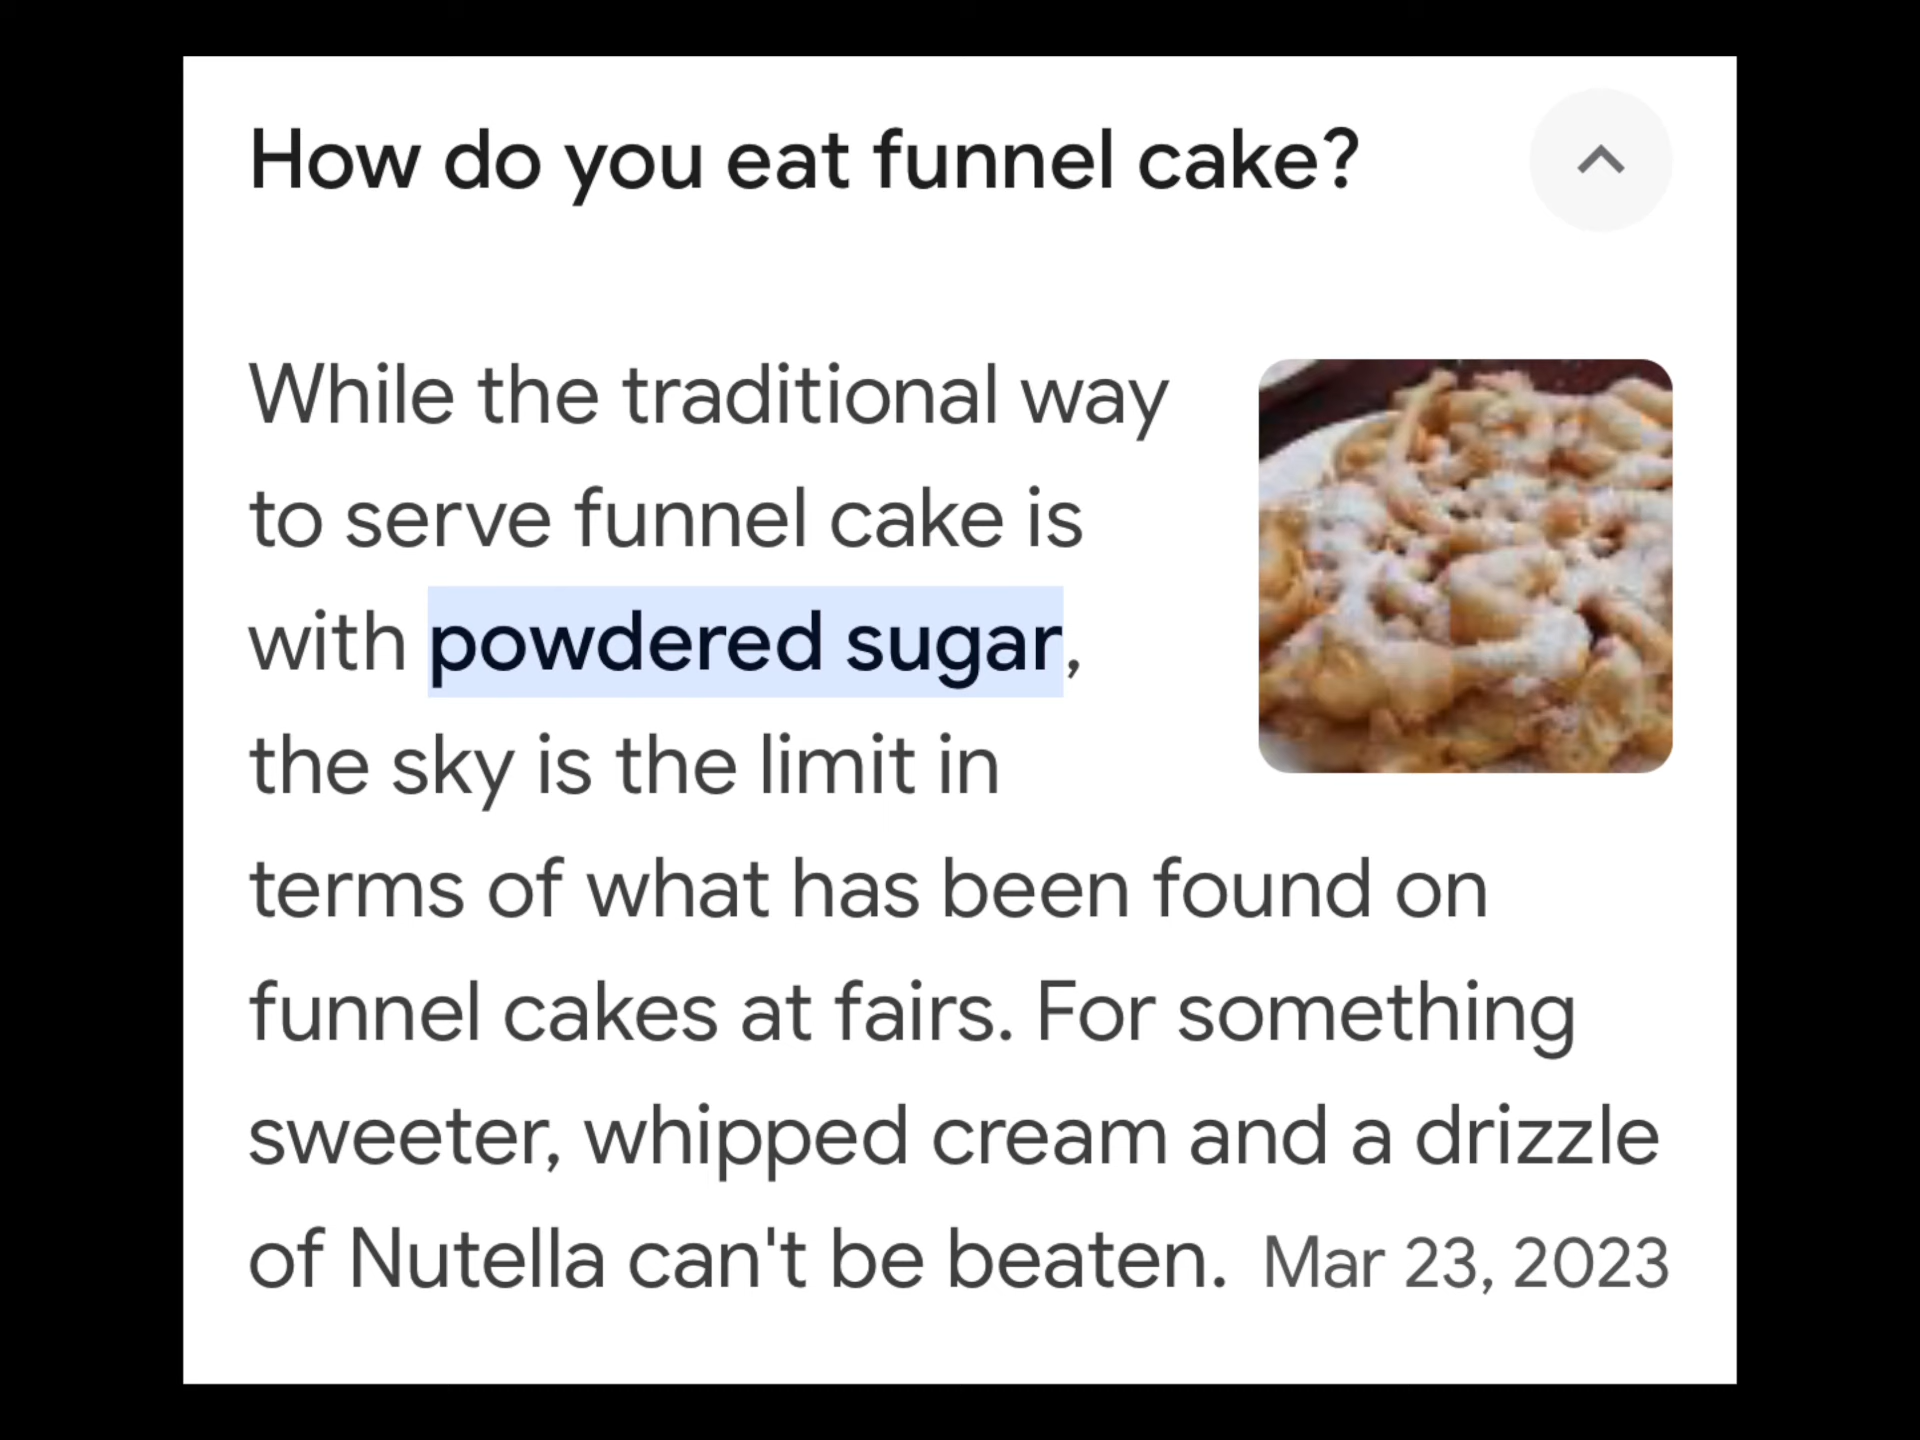 How do you eat funnel cake?
While the traditional way
to serve funnel cake is
with powdered sugar,
the sky is the limit in
terms of what has been found on
funnel cakes at fairs. For something
sweeter, whipped cream and a drizzle
of Nutella can't be beaten. Mar 23, 2023